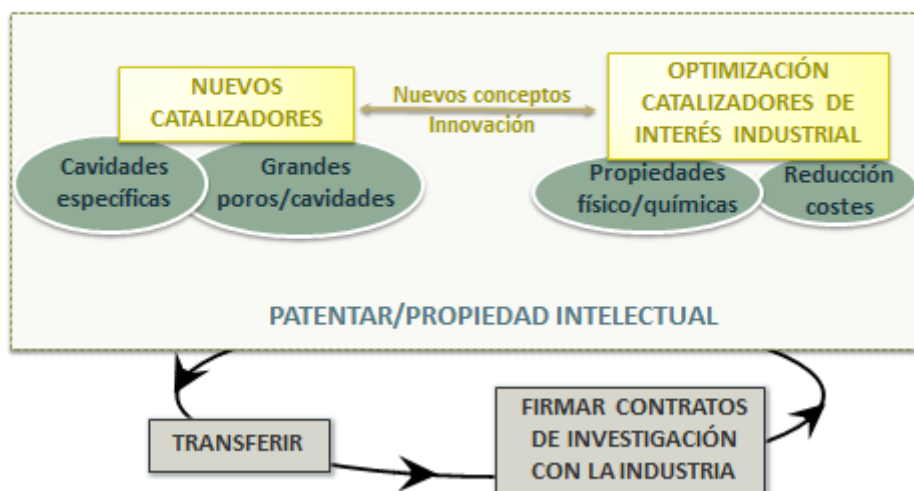 NUEVOS
CATALIZADORES
Nuevos conceptos
Innovación
OPTIMIZACIÓN
CATALIZADORES DE
INTERÉS INDUSTRIAL
Cavidades
específicas
Grandes
poros/cavidades
Propiedades
físico/químicas
Reducción
costes
PATENTAR/PROPIEDAD INTELECTUAL
TRANSFERIR
FIRMAR CONTRATOS
DE INVESTIGACIÓN
CON LA INDUSTRIA